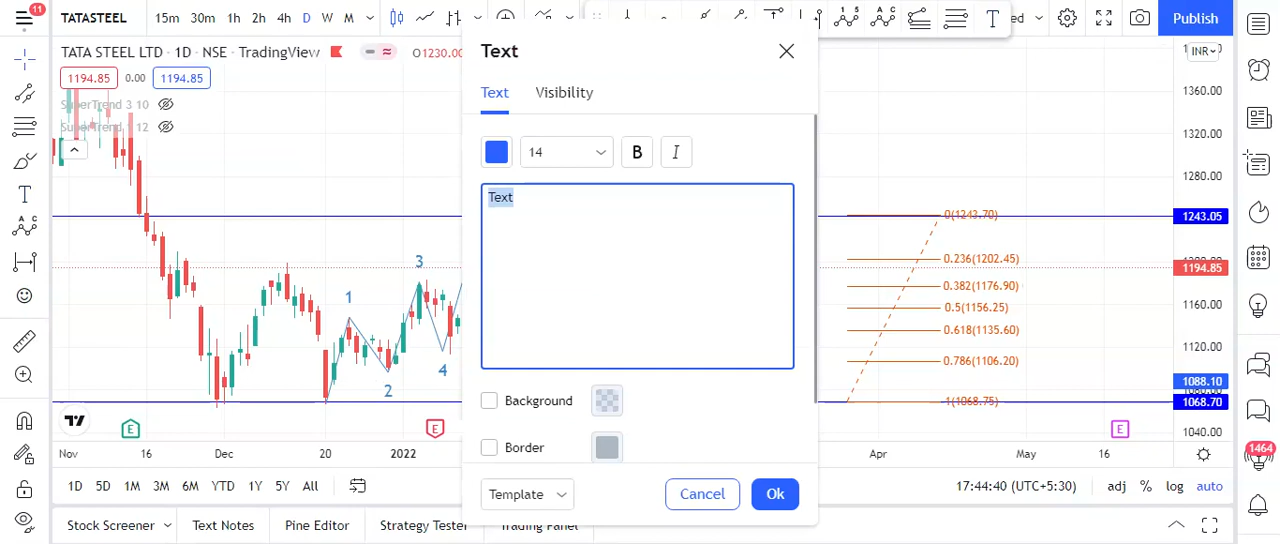 11
TATASTEEL 15m 30m 1h 2h 4h D W M T Publish
TATA STEEL LTD · 1D · NSE · TradingView O1230.00
1194.85 0.00 1194.85
SuperTrend 3 10
SuperTrend 1 12
Text
Text Visibility
14 B I
Text
Background
Border
Template Cancel Ok
1 2 3 4
0(1243.70)
0.236(1202.45)
0.382(1176.90)
0.5(1156.25)
0.618(1135.60)
0.786(1106.20)
1(1068.75)
INR
1360.00
1320.00
1280.00
1243.05
1194.85
1160.00
1120.00
1088.10
1068.70
1040.00
E E E
Nov 16 Dec 16 2022 Apr 16 May 16
1D 5D 1M 3M 6M YTD 1Y 5Y All 17:44:40 (UTC+5:30) adj % log auto
Stock Screener Text Notes Pine Editor Strategy Tester Trading Panel
1464